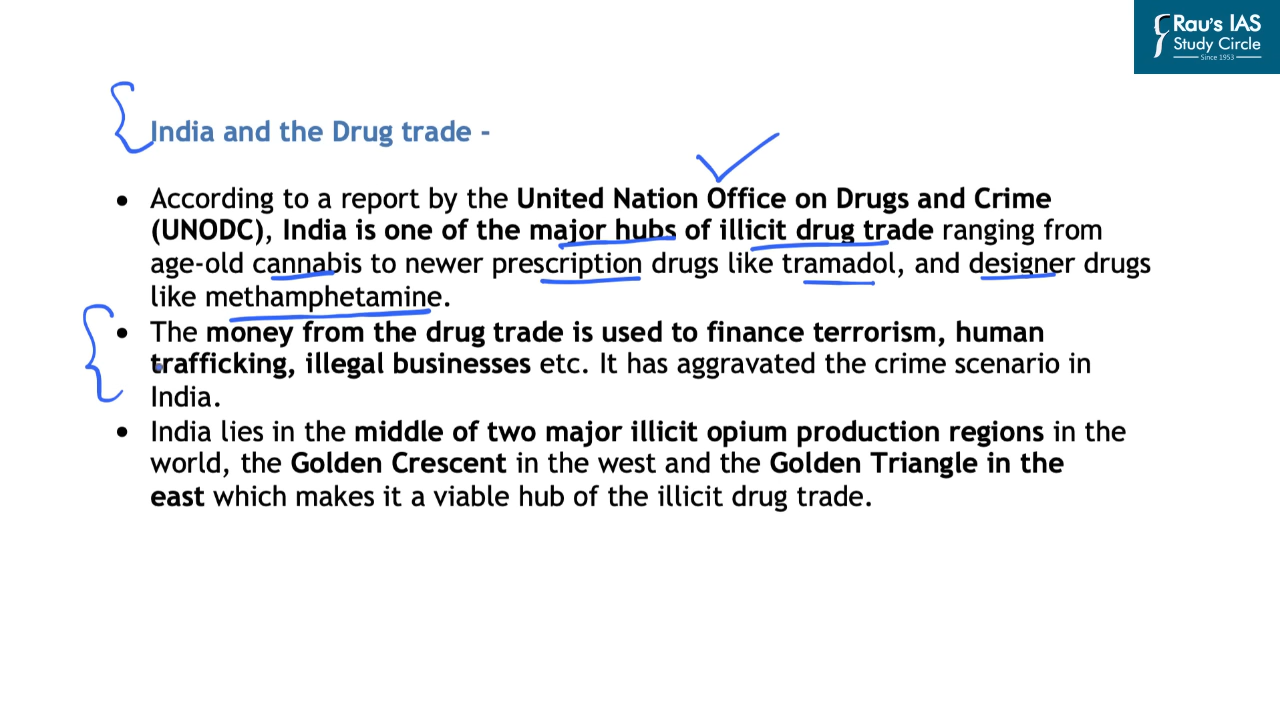 Rau's IAS
Study Circle
Since 1953
India and the Drug trade -
• According to a report by the United Nation Office on Drugs and Crime
(UNODC), India is one of the major hubs of illicit drug trade ranging from
age-old cannabis to newer prescription drugs like tramadol, and designer drugs
like methamphetamine.
• The money from the drug trade is used to finance terrorism, human
trafficking, illegal businesses etc. It has aggravated the crime scenario in
India.
• India lies in the middle of two major illicit opium production regions in the
world, the Golden Crescent in the west and the Golden Triangle in the
east which makes it a viable hub of the illicit drug trade.